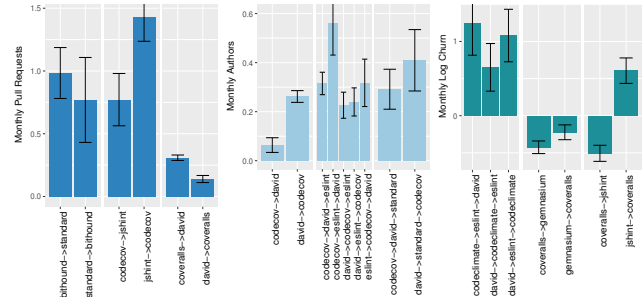 Monthly Pull Requests
1.5
1.0
0.5
0.0
bithound->standard
standard->bithound
codecov->jshint
jshint->codecov
coveralls->david
david->coveralls
Monthly Authors
0.6
0.4
0.2
0.0
codecov->david
david->codecov
codecov->david->eslint
codecov->eslint->david
david->codecov->eslint
david->eslint->codecov
eslint->codecov->david
codecov->david->standard
david->standard->codecov
Monthly Log Churn
1
0
codeclimate->eslint->david
david->codeclimate->eslint
david->eslint->codeclimate
coveralls->gemnasium
gemnasium->coveralls
coveralls->jshint
jshint->coveralls